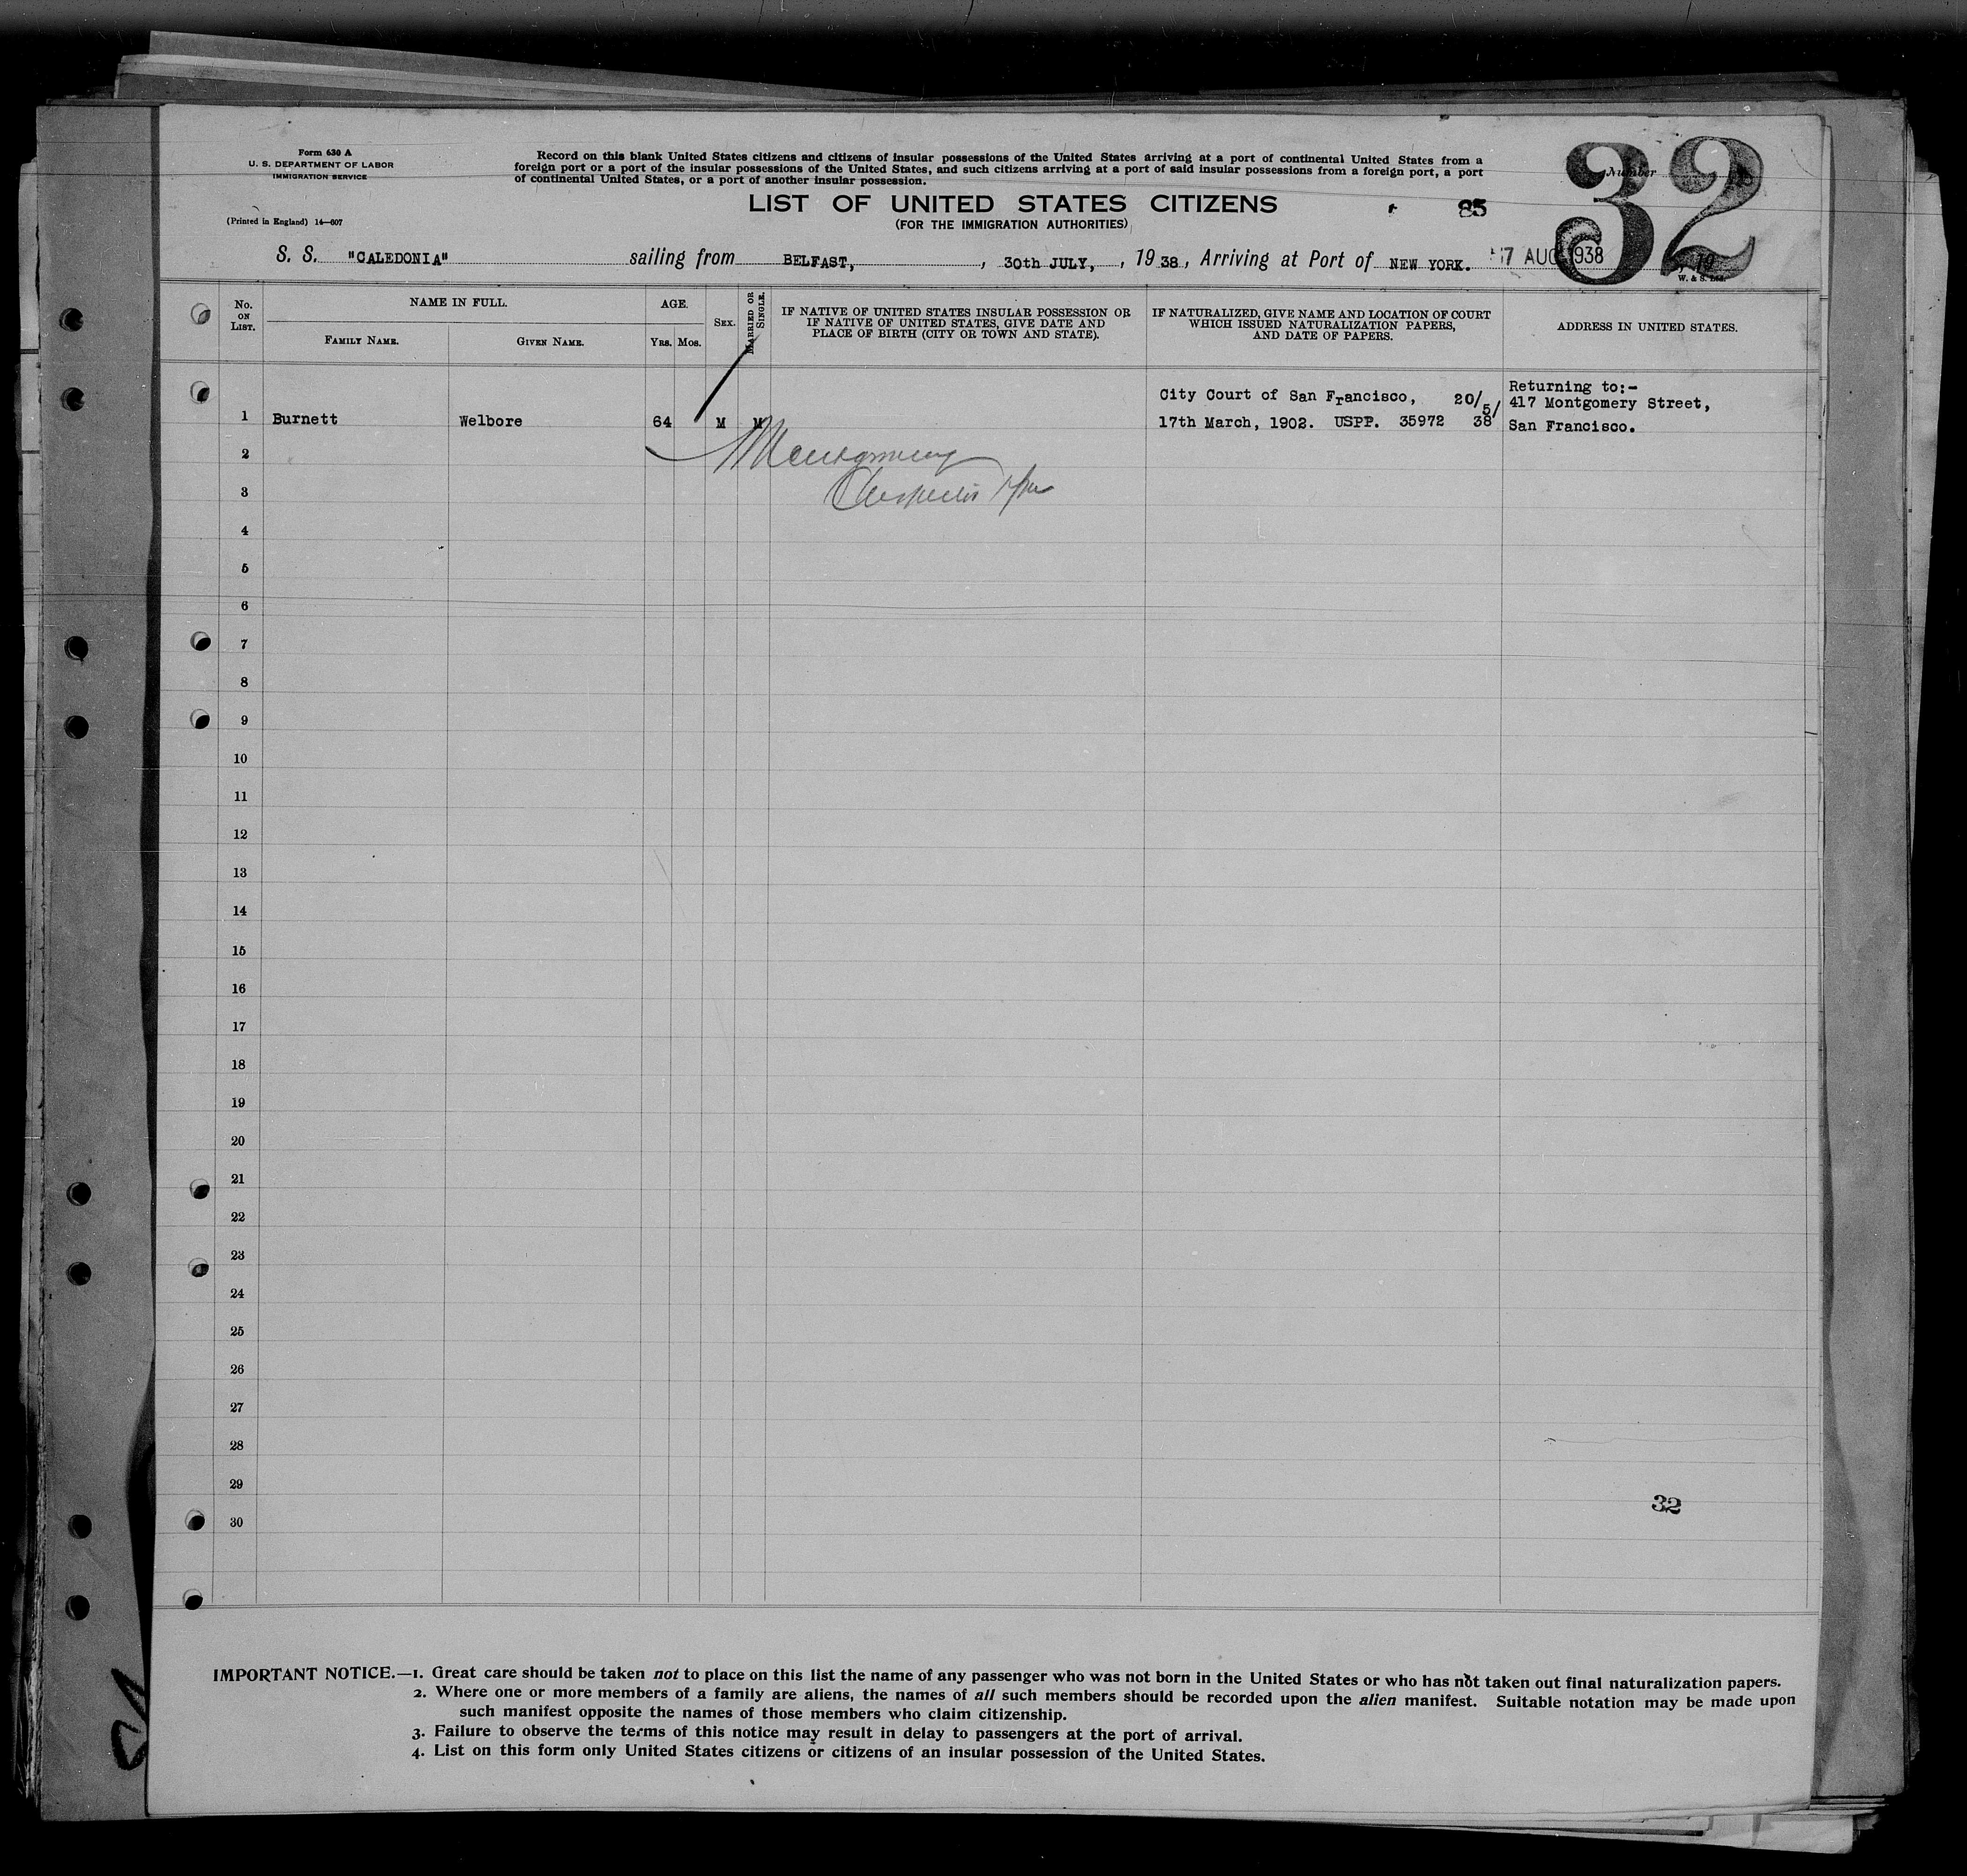 Form 630 A
U. S. DEPARTMENT OF LABOR
IMMIGRATION SERVICE
(Printed in England) 14—607
Record on this blank United States citizens and citizens of insular possessions of the United States arriving at a port of continental United States from a
foreign port or a port of the insular possessions of the United States, and such citizens arriving at a port of said insular possessions from a foreign port, a port
of continental United States, or a port of another insular possession.
Number
32
LIST OF UNITED STATES CITIZENS
85
(FOR THE IMMIGRATION AUTHORITIES)
S. S. "CALEDONIA" sailing from BELFAST, , 30th JULY, , 19 38, Arriving at Port of NEW YORK. 7 AUG 1938 , 19
W. & S. Ltd.
No. ON LIST.
NAME IN FULL.
FAMILY NAME. GIVEN NAME.
AGE.
YRS. MOS.
SEX.
MARRIED OR SINGLE.
IF NATIVE OF UNITED STATES INSULAR POSSESSION OR
IF NATIVE OF UNITED STATES, GIVE DATE AND
PLACE OF BIRTH (CITY OR TOWN AND STATE).
IF NATURALIZED, GIVE NAME AND LOCATION OF COURT
WHICH ISSUED NATURALIZATION PAPERS,
AND DATE OF PAPERS.
ADDRESS IN UNITED STATES.
1 Burnett Welbore 64 M M
City Court of San Francisco, 20/5/
17th March, 1902. USPP. 35972 38
Returning to:-
417 Montgomery Street,
San Francisco.
Montgomery
2
3
4
5
6
7
8
9
10
11
12
13
14
15
16
17
18
19
20
21
22
23
24
25
26
27
28
29
30
32
IMPORTANT NOTICE.—1. Great care should be taken not to place on this list the name of any passenger who was not born in the United States or who has not taken out final naturalization papers.
2. Where one or more members of a family are aliens, the names of all such members should be recorded upon the alien manifest. Suitable notation may be made upon
such manifest opposite the names of those members who claim citizenship.
3. Failure to observe the terms of this notice may result in delay to passengers at the port of arrival.
4. List on this form only United States citizens or citizens of an insular possession of the United States.